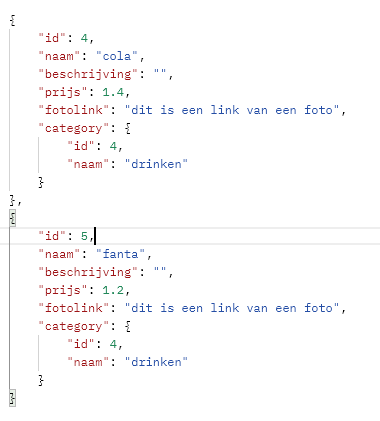 {
"id": 4,
"naam": "cola",
"beschrijving": "",
"prijs": 1.4,
"fotolink": "dit is een link van een foto",
"category": {
"id": 4,
"naam": "drinken"
}
},
{
"id": 5,
"naam": "fanta",
"beschrijving": "",
"prijs": 1.2,
"fotolink": "dit is een link van een foto",
"category": {
"id": 4,
"naam": "drinken"
}
}